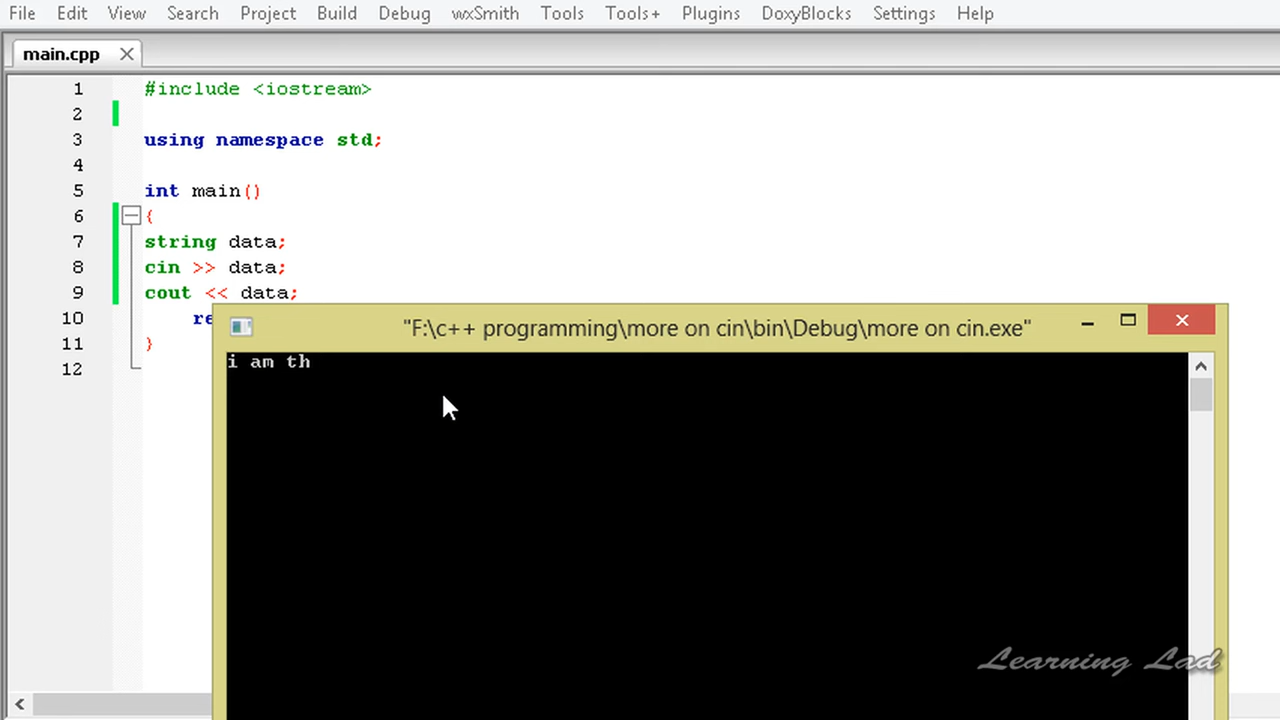 File Edit View Search Project Build Debug wxSmith Tools Tools+ Plugins DoxyBlocks Settings Help
main.cpp
1 #include <iostream>
2
3 using namespace std;
4
5 int main()
6 {
7 string data;
8 cin >> data;
9 cout << data;
10 re
11 }
12
"F:\c++ programming\more on cin\bin\Debug\more on cin.exe"
i am th
Learning Lad